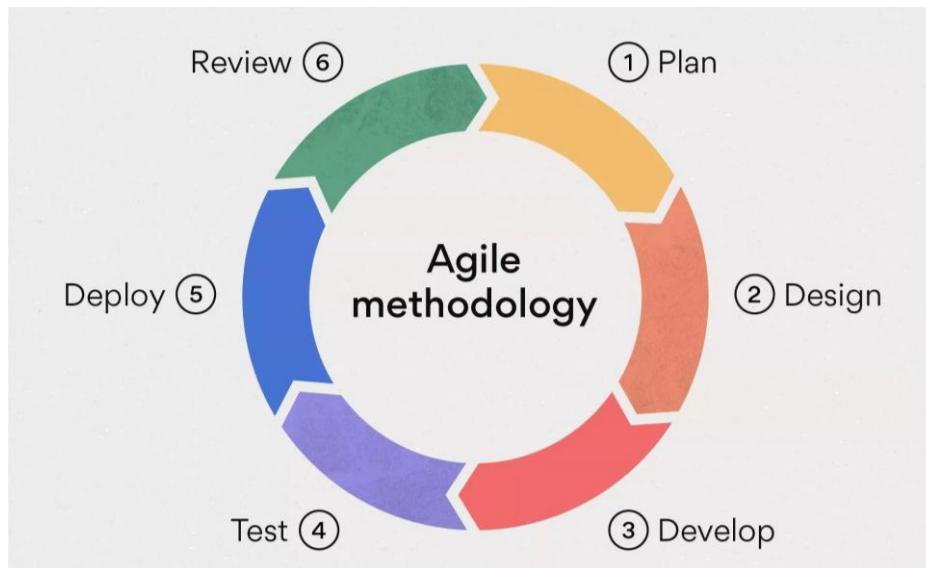 Review 6
1 Plan
Agile
methodology
Deploy 5
2 Design
Test 4
3 Develop